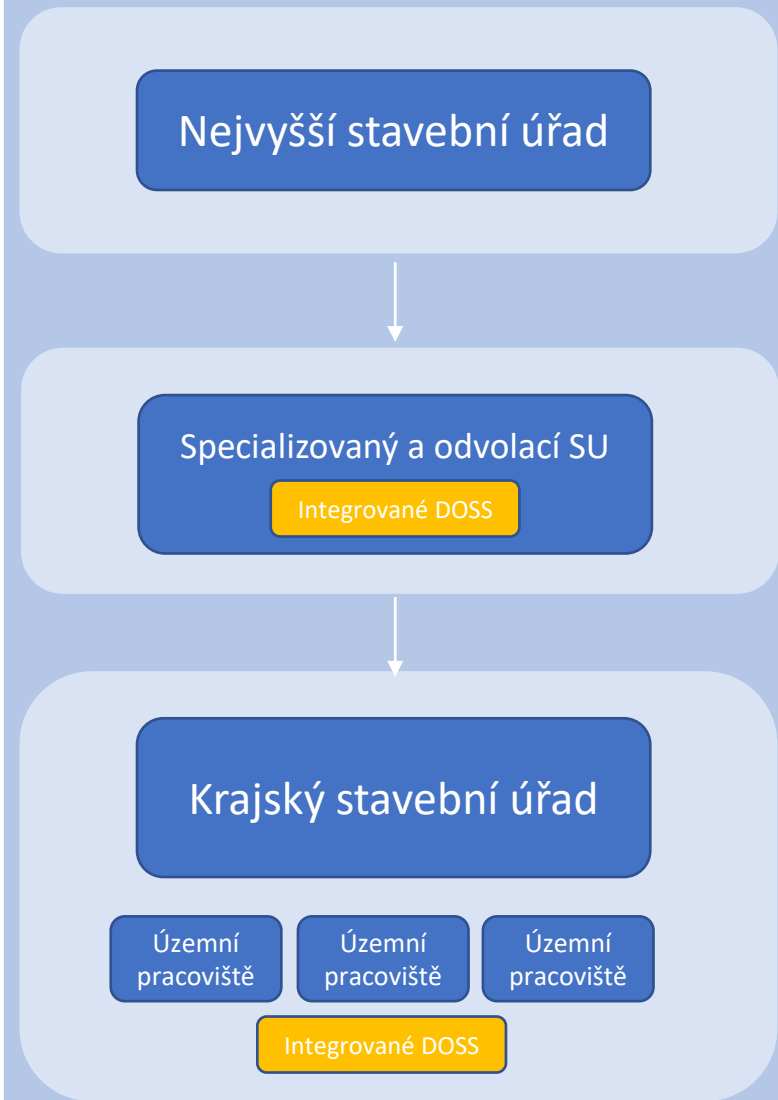 Nejvyšší stavební úřad
Specializovaný a odvolací SU
Integrované DOSS
Krajský stavební úřad
Územní
pracoviště
Územní
pracoviště
Územní
pracoviště
Integrované DOSS